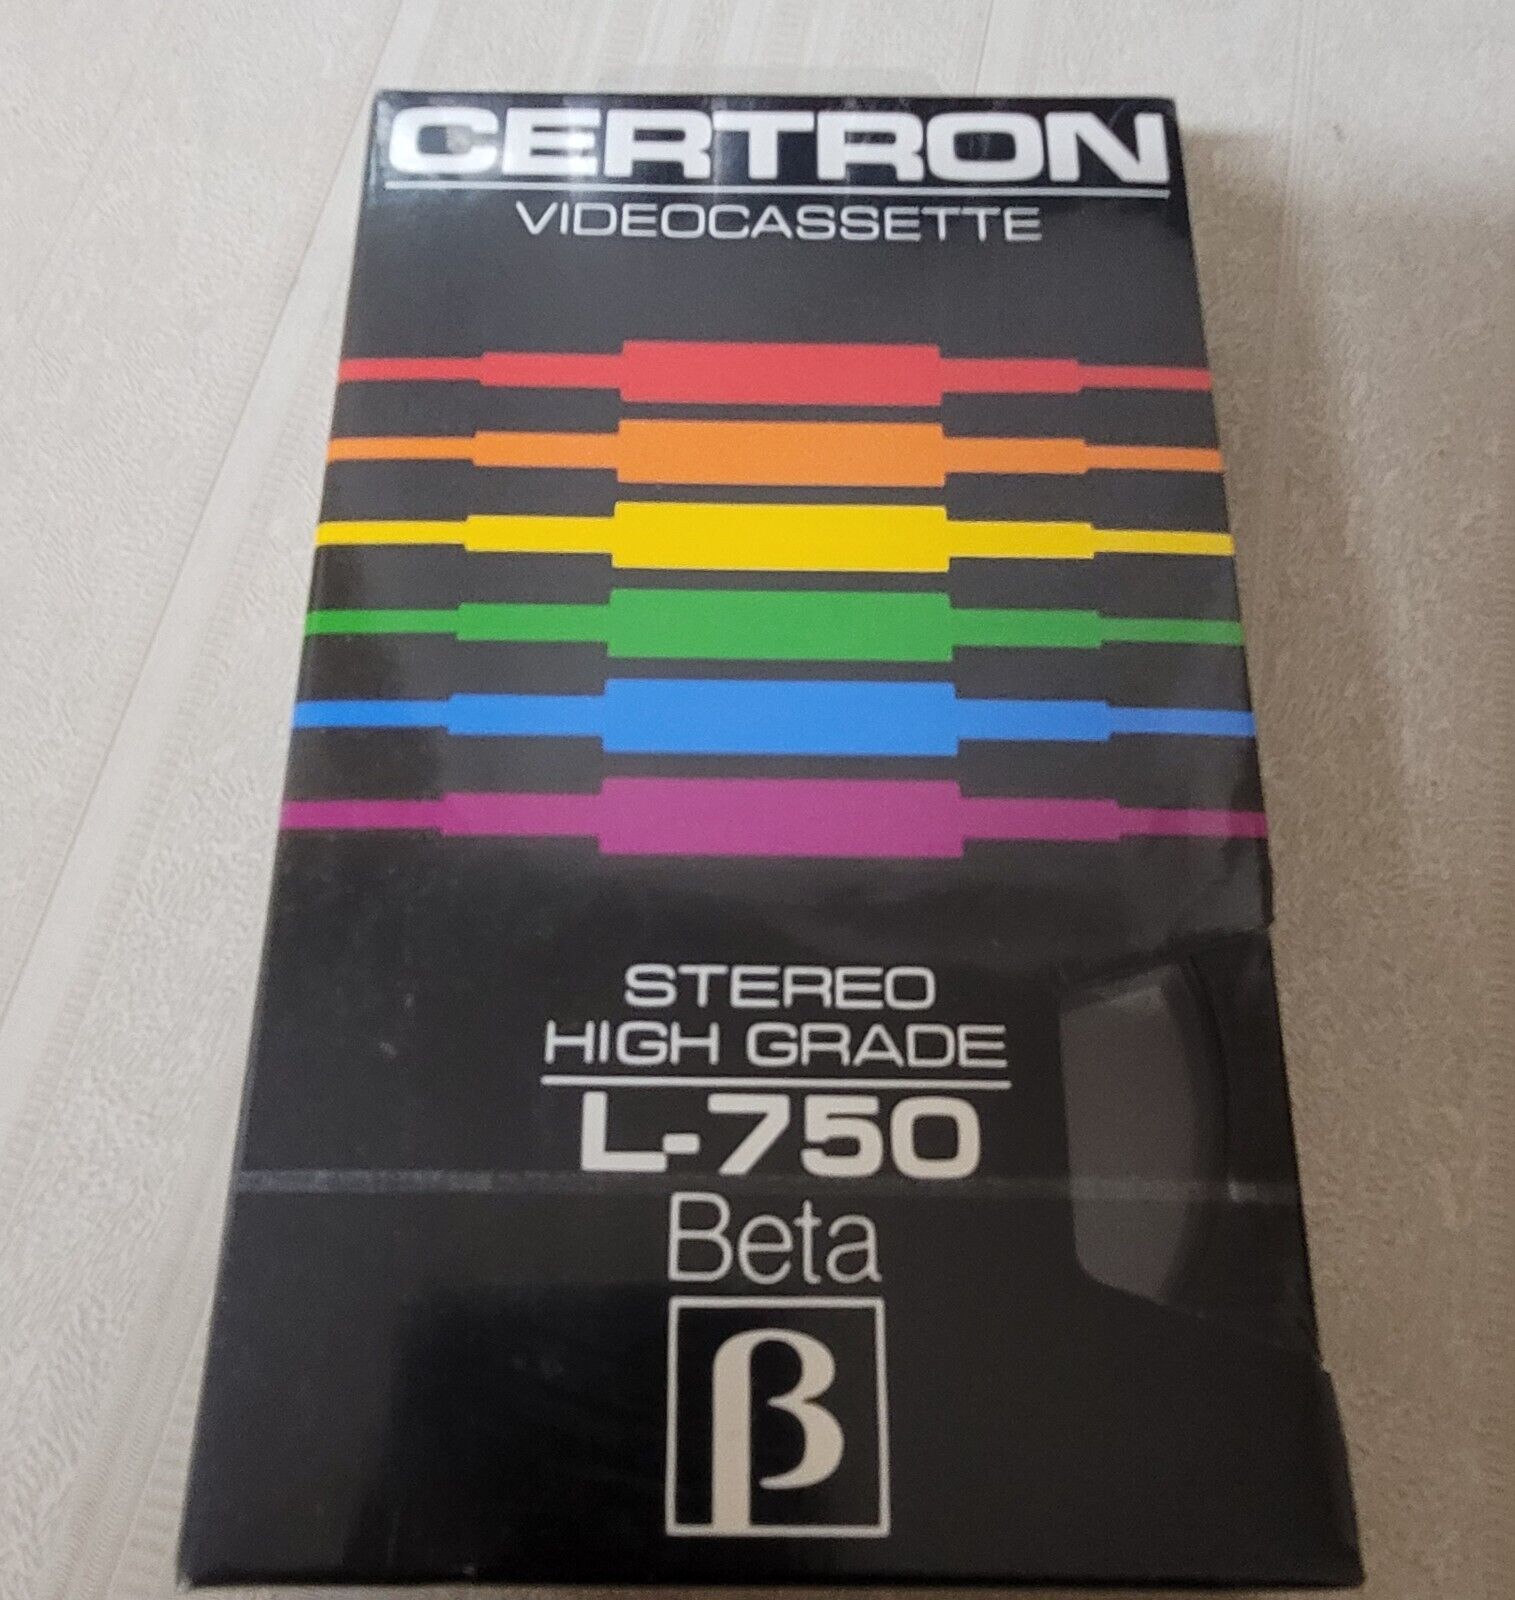 CERTRON
VIDEOCASSETTE
STEREO
HIGH GRADE
L-750
Beta
β